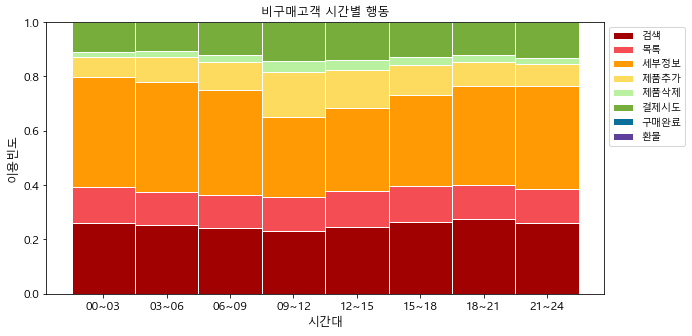 비구매고객 시간별 행동
이용빈도
1.0
0.8
0.6
0.4
0.2
0.0
00~03 03~06 06~09 09~12 12~15 15~18 18~21 21~24
시간대
검색
목록
세부정보
제품추가
제품삭제
결제시도
구매완료
환불